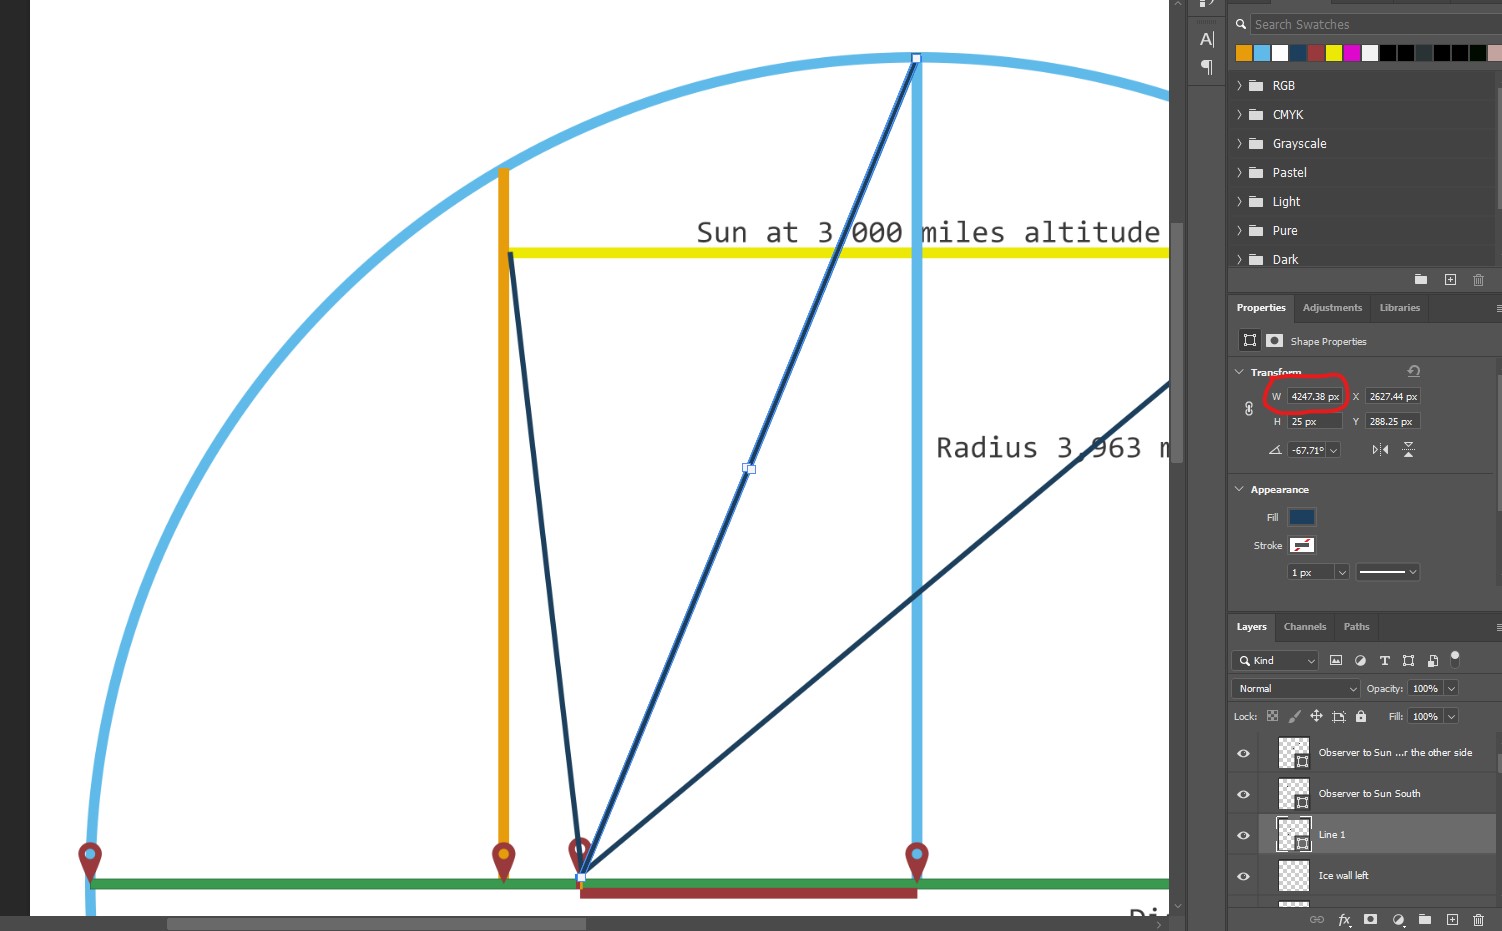 Search Swatches
RGB
CMYK
Grayscale
Pastel
Light
Pure
Dark
Sun at 3 000 miles altitude
Radius 3,963 m
Properties Adjustments Libraries
Shape Properties
Transform
W 4247.38 px X 2627.44 px
H 25 px Y 288.25 px
-67.71°
Appearance
Fill
Stroke
1 px
Layers Channels Paths
Kind
Normal Opacity: 100%
Lock: Fill: 100%
Observer to Sun ...r the other side
Observer to Sun South
Line 1
Ice wall left
fx